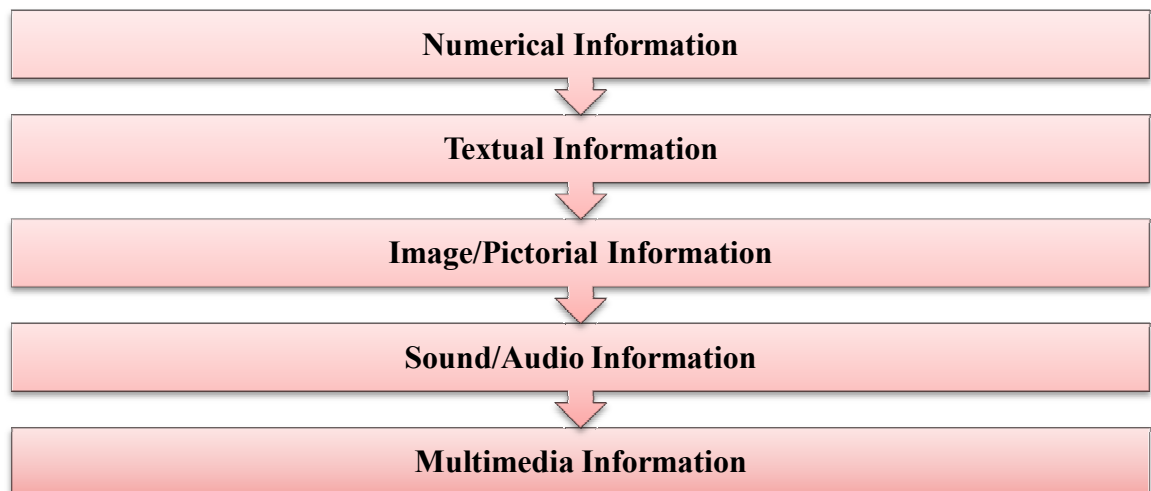 Numerical Information
Textual Information
Image/Pictorial Information
Sound/Audio Information
Multimedia Information